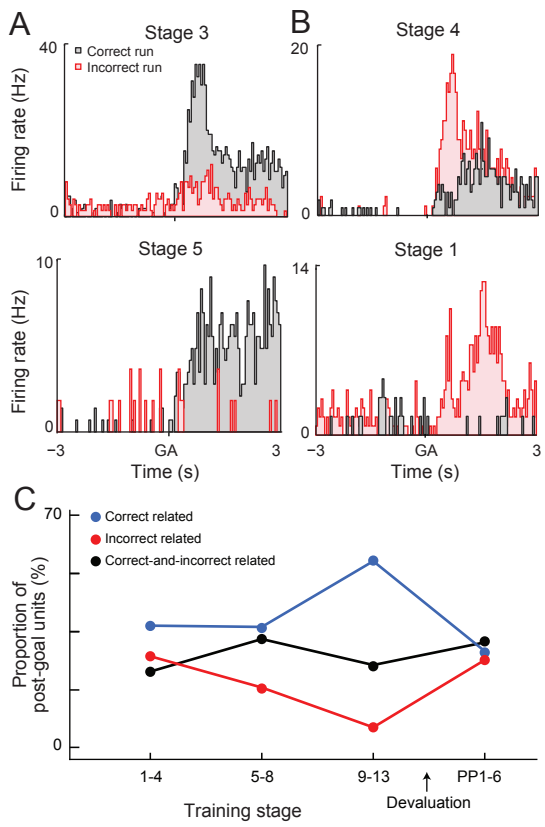 A
Stage 3
40
Correct run
Incorrect run
Firing rate (Hz)
0
B
Stage 4
20
0
Stage 5
10
Firing rate (Hz)
0
−3
GA
3
Time (s)
Stage 1
14
0
−3
GA
3
Time (s)
C
70
Correct related
Incorrect related
Correct-and-incorrect related
Proportion of
post-goal units (%)
0
1-4
5-8
9-13
PP1-6
Devaluation
Training stage